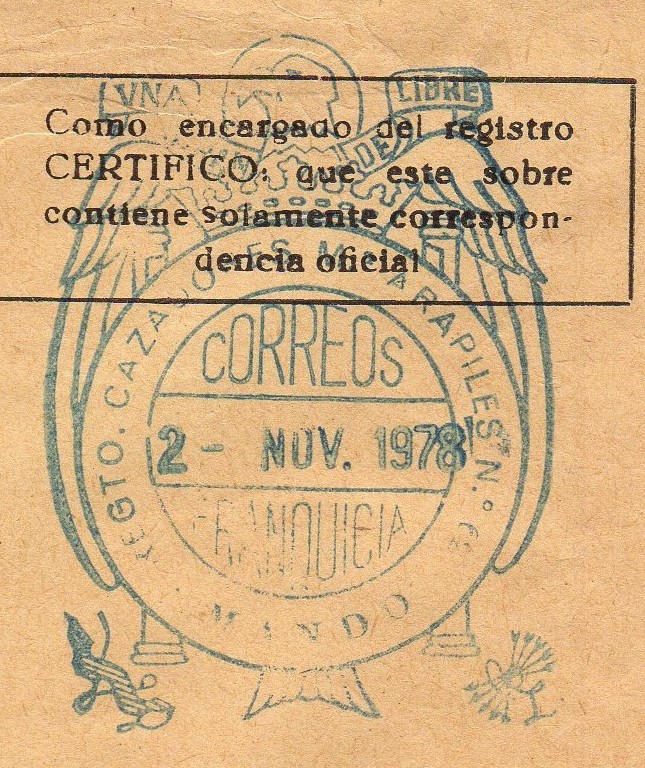 VNA LIBRE
DE
Como encargado del registro
CERTIFICO: que este sobre
contiene solamente correspon-
dencia oficial
REGTO. CAZADORES M. ARAPILES N.º
CORREOS
2 - NOV. 1978
FRANQUICIA
MANDO